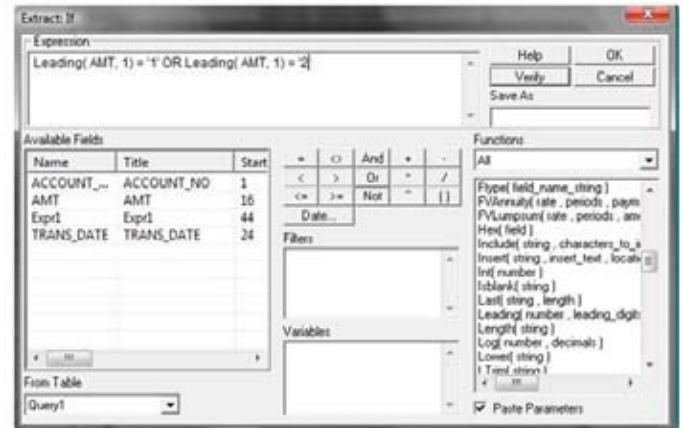 Extract: If
Expression
Leading( AMT, 1) = '1' OR Leading( AMT, 1) = '2
Help
OK
Verify
Cancel
Save As
Available Fields
Name Title Start
ACCOUNT_... ACCOUNT_NO 1
AMT AMT 16
Expr1 Expr1 44
TRANS_DATE TRANS_DATE 24
= <> And + -
< > Or * /
<= >= Not ^ ( )
Date...
Filters
Variables
From Table
Query1
Functions
All
Ftype( field_name_string )
FVAnnuity( rate , periods , paym
FVLumpsum( rate , periods , amo
Hex( field )
Include( string , characters_to_i
Insert( string , insert_text , locati
Int( number )
Isblank( string )
Last( string , length )
Leading( number , leading_digit
Length( string )
Log( number , decimals )
Lower( string )
LTrim( string )
Paste Parameters